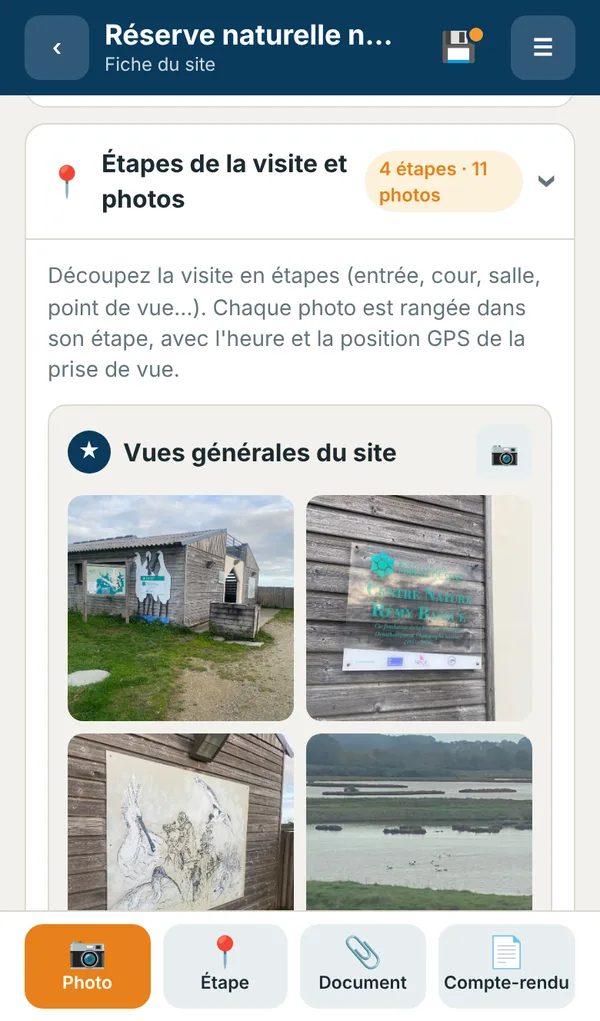 Réserve naturelle n...
Fiche du site
Étapes de la visite et
photos
4 étapes · 11
photos
Découpez la visite en étapes (entrée, cour, salle,
point de vue...). Chaque photo est rangée dans
son étape, avec l'heure et la position GPS de la
prise de vue.
Vues générales du site
CENTRE NATURE
Photo
Étape
Document
Compte-rendu